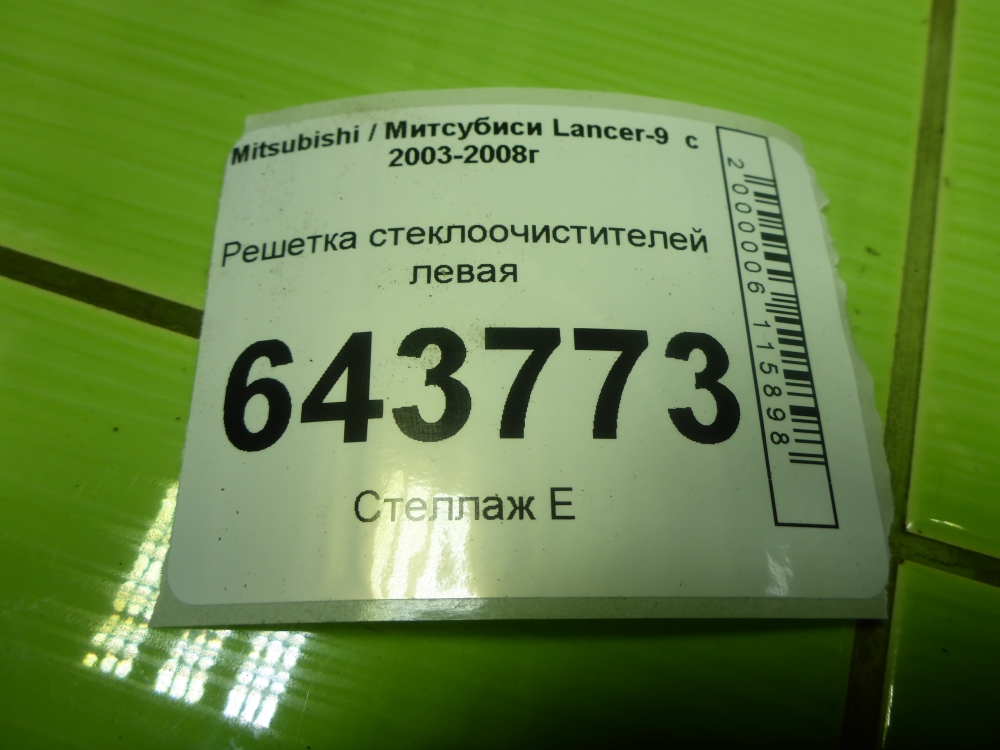 Mitsubishi / Митсубиси Lancer-9 с
2003-2008г
Решетка стеклоочистителей
левая
643773
Стеллаж Е
2000006115898